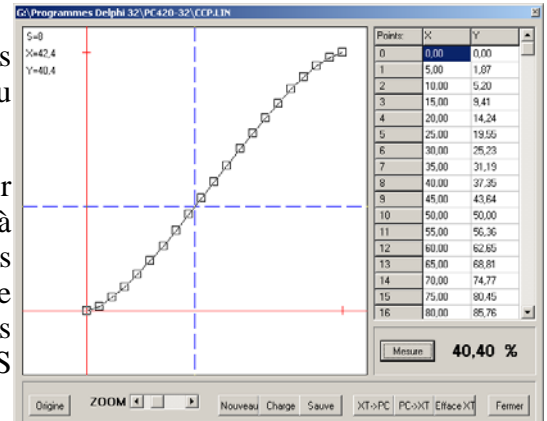 G:\Programmes Delphi 32\PC420-32\CCP.LIN
S=8
X=42,4
Y=40,4
s
u
r
à
s
e
s
S
Points: X Y
0 0,00 0,00
1 5,00 1,87
2 10.00 5,20
3 15,00 9,41
4 20,00 14,24
5 25,00 19,55
6 30,00 25,23
7 35,00 31,19
8 40.00 37,35
9 45,00 43,64
10 50,00 50,00
11 55,00 56,36
12 60.00 62,65
13 65,00 68,81
14 70,00 74,77
15 75.00 80,45
16 80,00 85,76
Mesure 40,40 %
Origine ZOOM Nouveau Charge Sauve XT->PC PC->XT Efface XT Fermer